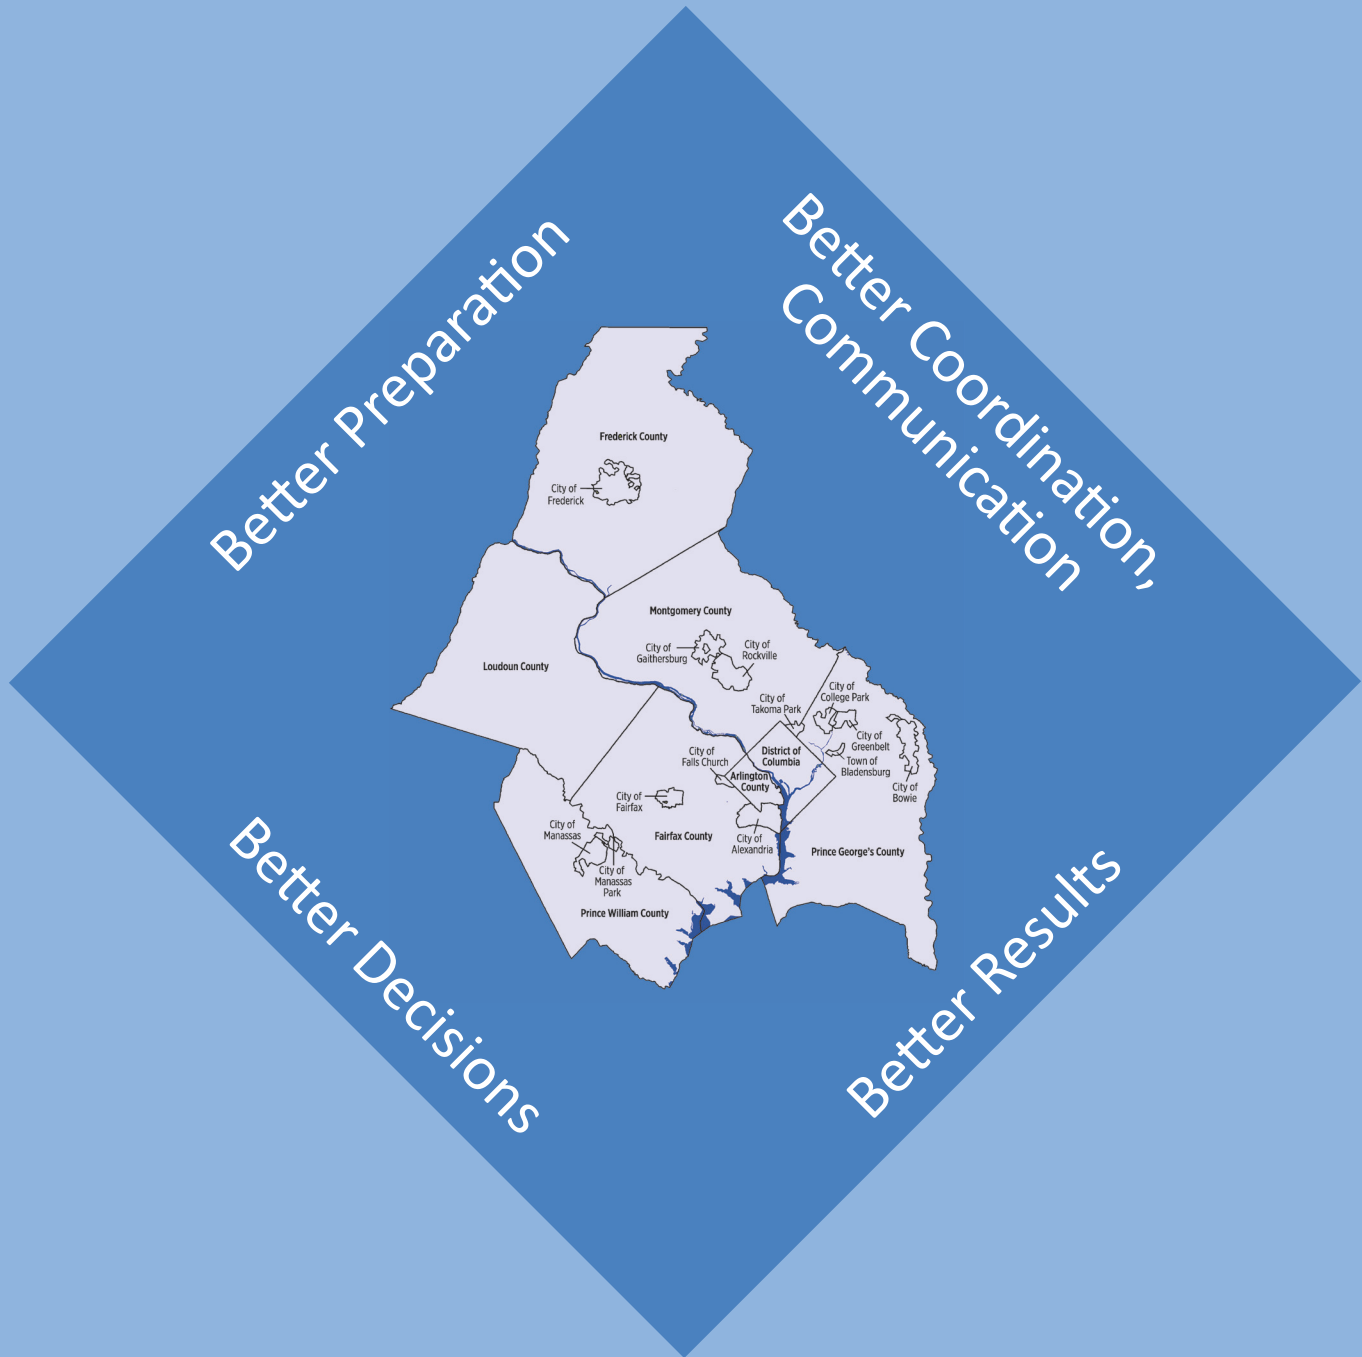 Better Preparation
Better Coordination,
Communication
Frederick County
City of
Frederick
Montgomery County
City of
Gaithersburg
City of
Rockville
Loudoun County
City of
Takoma Park
City of
College Park
City of
Greenbelt
Town of
Bladensburg
City of
Bowie
District of
Columbia
City of
Falls Church
Arlington
County
City of
Fairfax
Fairfax County
City of
Alexandria
City of
Manassas
City of
Manassas
Park
Prince George's County
Prince William County
Better Decisions
Better Results